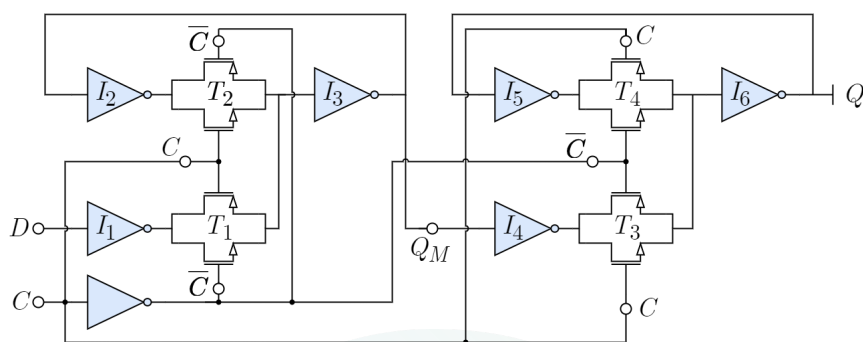 C̅ C
I₂ T₂ I₃ I₅ T₄ I₆ Q
C C̅
D I₁ T₁ Q_M I₄ T₃
C C̅ C